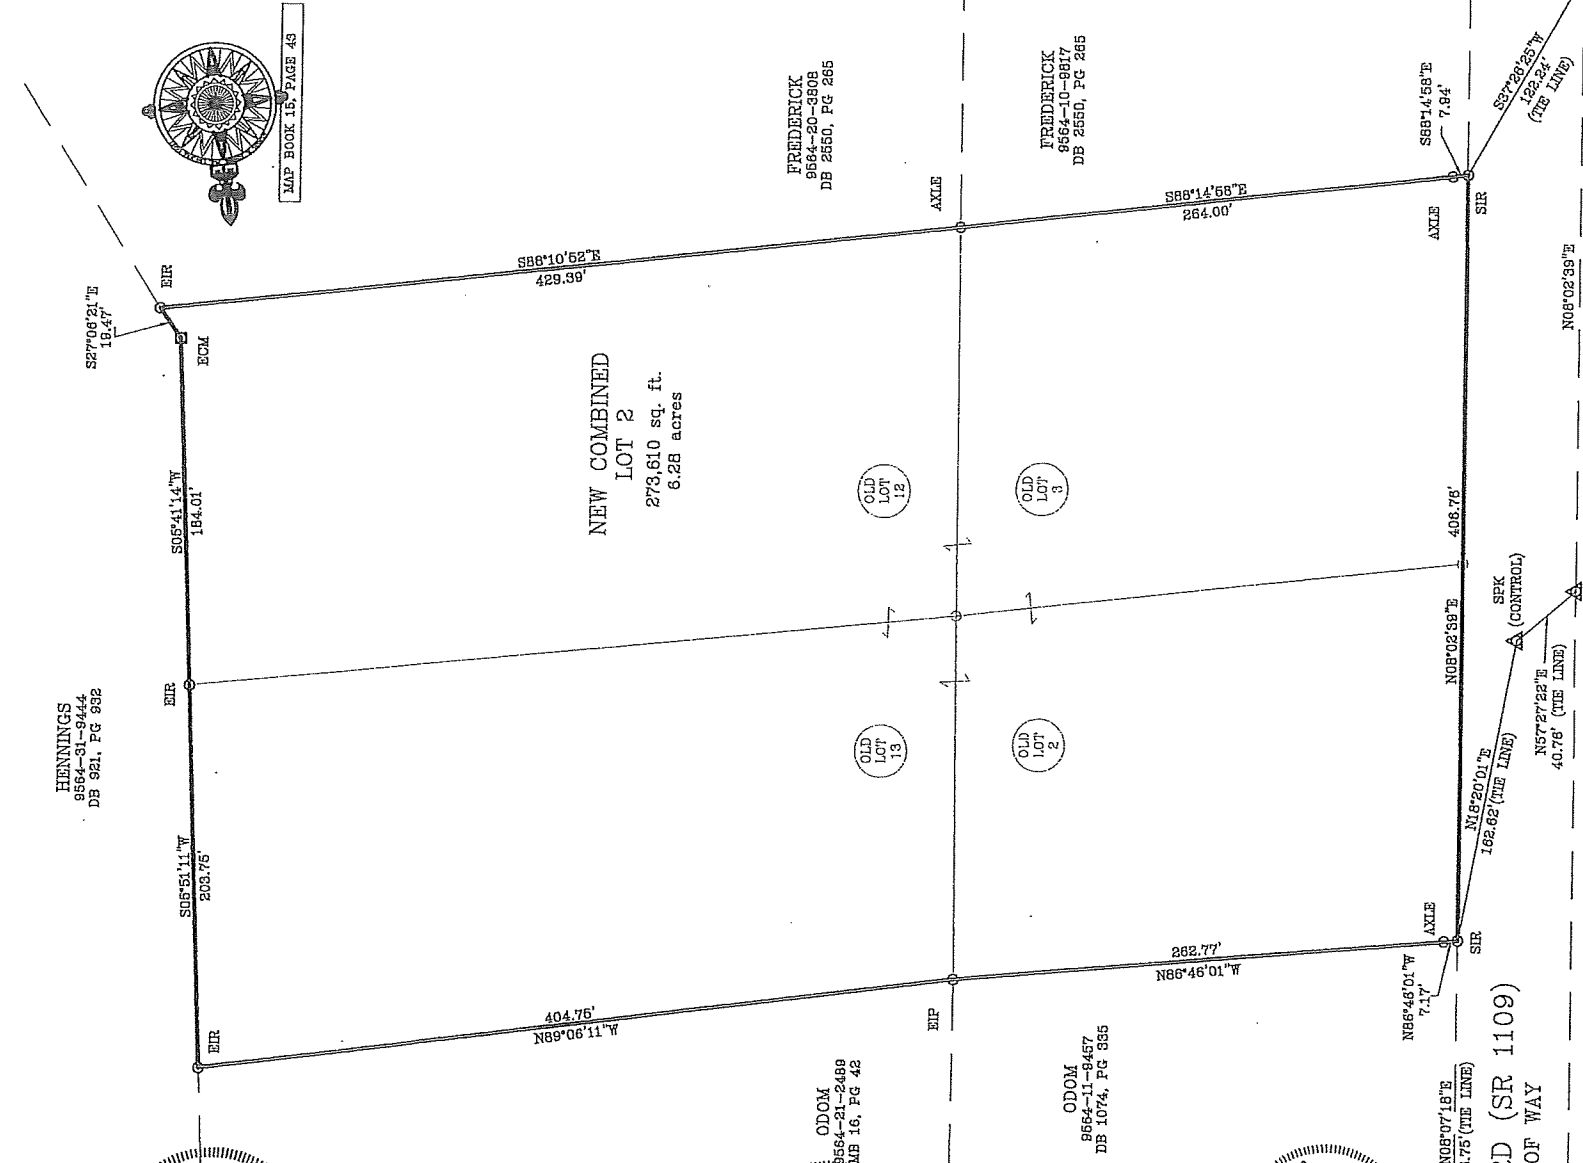 MAP BOOK 15, PAGE 43
HENNINGS
9564-31-9444
DB 921, PG 932
S27°06'21"E
19.47'
EIR
ECM
S05°41'14"W
184.01'
EIR
S05°51'11"W
203.75'
EIR
FREDERICK
9564-20-3808
DB 2550, PG 265
FREDERICK
9564-10-9817
DB 2550, PG 265
S88°10'52"E
429.39'
AXLE
S88°14'58"E
264.00'
S88°14'58"E
7.94'
AXLE
SIR
S37°26'25"W
122.24'
(TIE LINE)
NEW COMBINED
LOT 2
273,610 sq. ft.
6.28 acres
OLD
LOT
12
OLD
LOT
3
OLD
LOT
13
OLD
LOT
2
N08°02'39"E
408.76'
N08°02'39"E
SPK
(CONTROL)
N57°27'22"E
40.76' (TIE LINE)
N18°20'01"E
162.62' (TIE LINE)
404.75'
N89°06'11"W
EIP
262.77'
N86°46'01"W
AXLE
SIR
N86°46'01"W
7.17'
ODOM
9564-21-2489
MB 16, PG 42
ODOM
9564-11-9457
DB 1074, PG 335
N08°07'18"E
.75' (TIE LINE)
D (SR 1109)
OF WAY